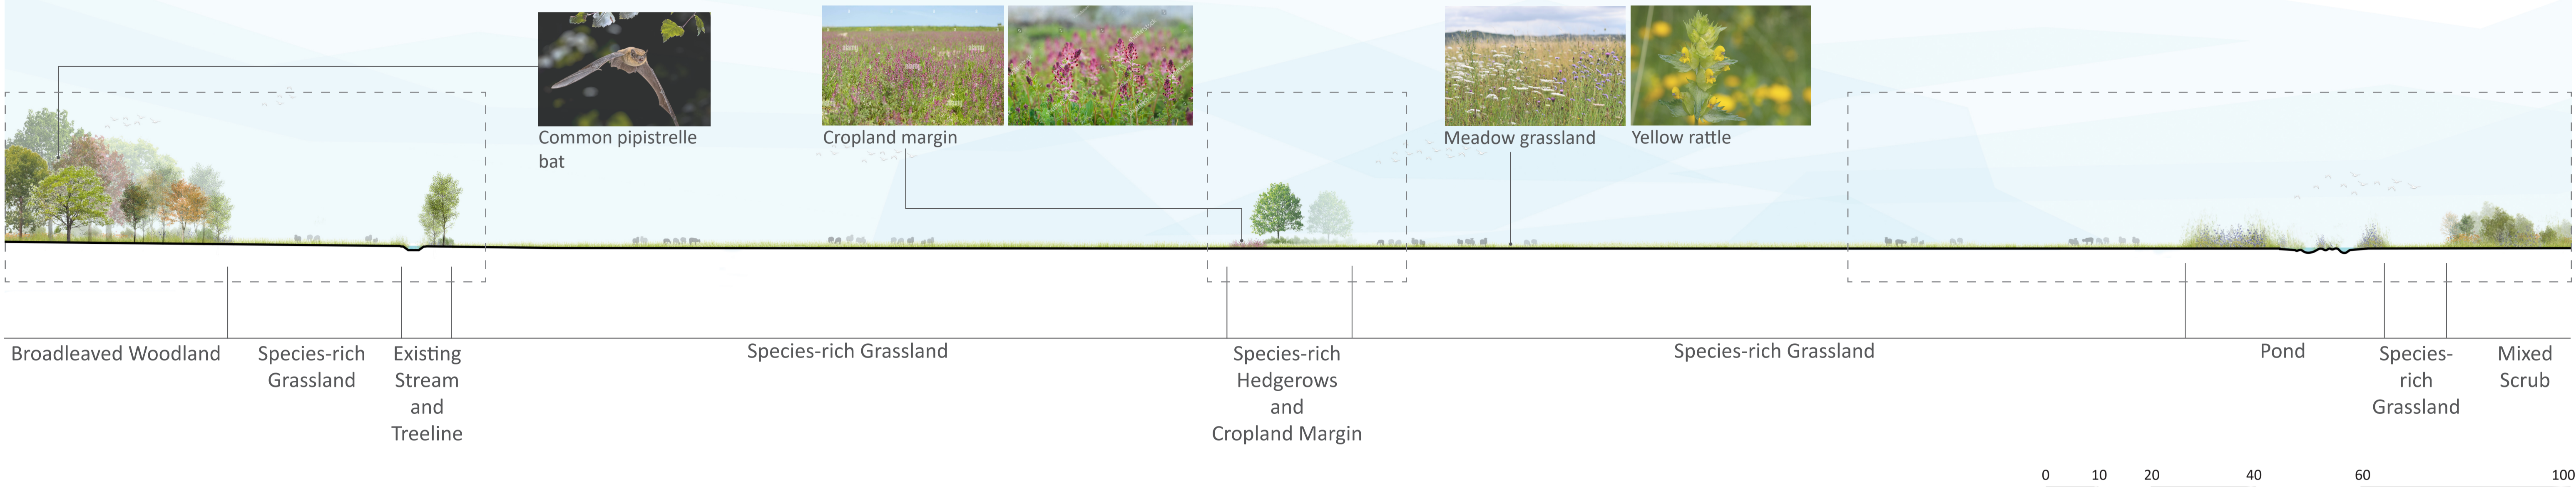 Common pipistrelle
bat
Cropland margin
Meadow grassland
Yellow rattle
Broadleaved Woodland
Species-rich
Grassland
Existing
Stream
and
Treeline
Species-rich Grassland
Species-rich
Hedgerows
and
Cropland Margin
Species-rich Grassland
Pond
Species-
rich
Grassland
Mixed
Scrub
0 10 20 40 60 100